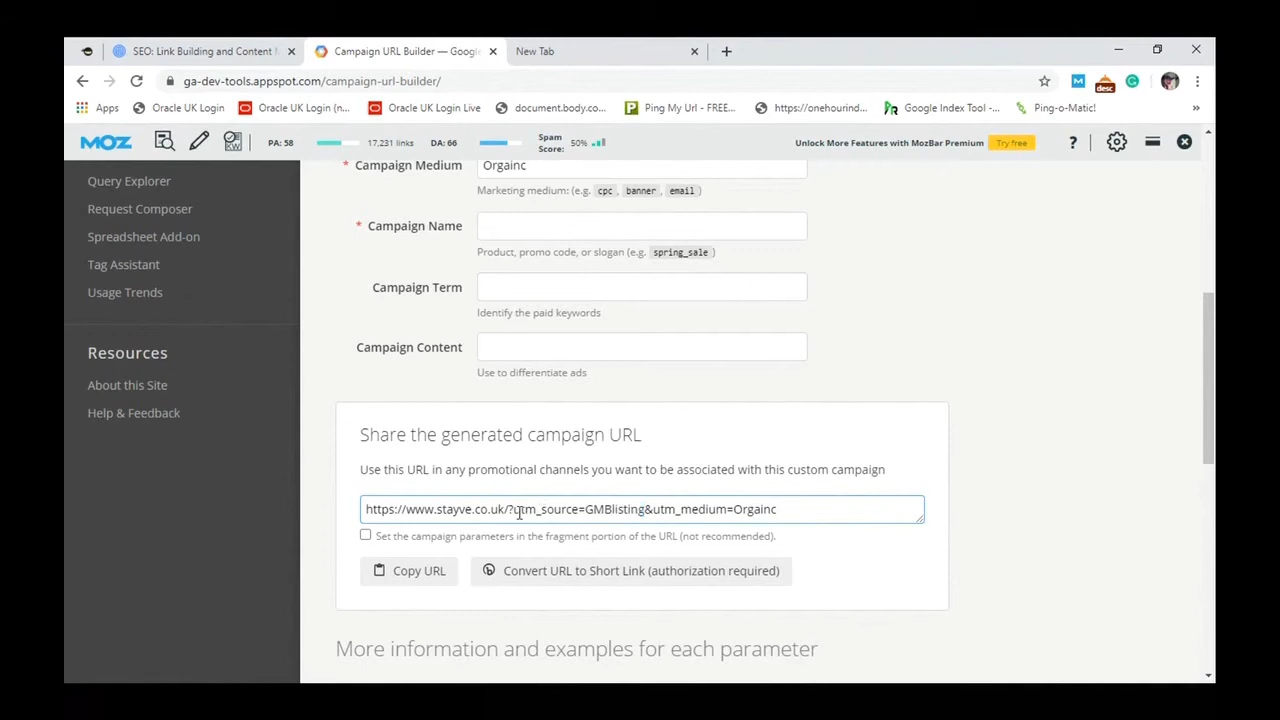 SEO: Link Building and Content M
Campaign URL Builder — Google
New Tab
ga-dev-tools.appspot.com/campaign-url-builder/
desc
Apps
Oracle UK Login
Oracle UK Login (n...
Oracle UK Login Live
document.body.co...
Ping My Url - FREE...
https://onehourind...
Google Index Tool -...
Ping-o-Matic!
»
MOZ
KW
PA: 58
17,231 links
DA: 66
Spam Score: 50%
Unlock More Features with MozBar Premium
Try free
?
Query Explorer
Request Composer
Spreadsheet Add-on
Tag Assistant
Usage Trends
Resources
About this Site
Help & Feedback
* Campaign Medium
Orgainc
Marketing medium: (e.g. cpc, banner, email)
* Campaign Name
Product, promo code, or slogan (e.g. spring_sale)
Campaign Term
Identify the paid keywords
Campaign Content
Use to differentiate ads
Share the generated campaign URL
Use this URL in any promotional channels you want to be associated with this custom campaign
https://www.stayve.co.uk/?utm_source=GMBlisting&utm_medium=Orgainc
Set the campaign parameters in the fragment portion of the URL (not recommended).
Copy URL
Convert URL to Short Link (authorization required)
More information and examples for each parameter